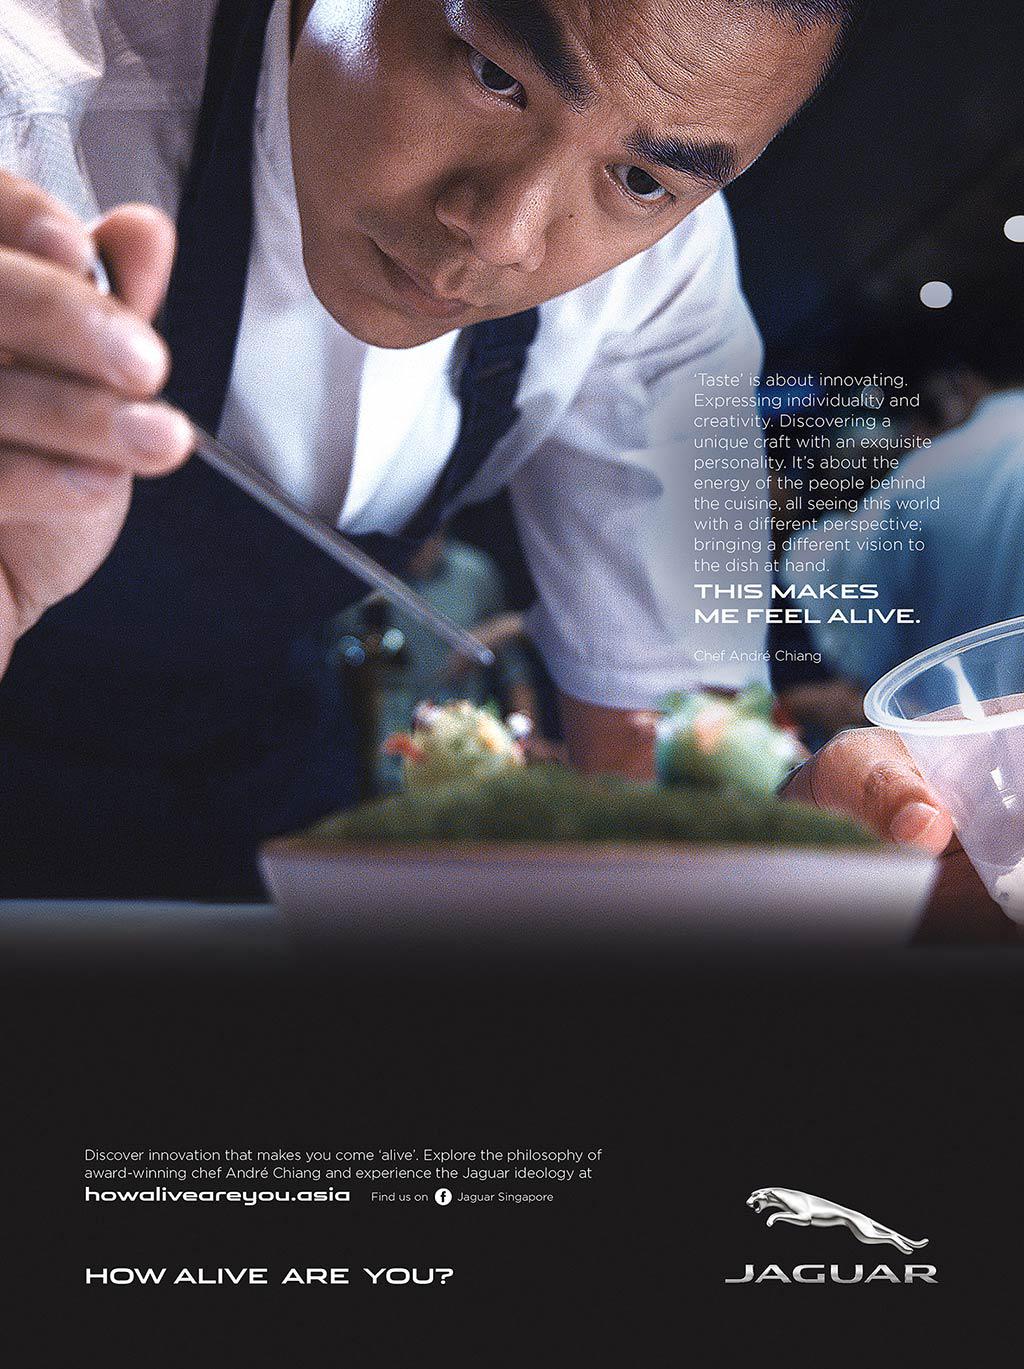 ‘Taste’ is about innovating.
Expressing individuality and
creativity. Discovering a
unique craft with an exquisite
personality. It’s about the
energy of the people behind
the cuisine, all seeing this world
with a different perspective;
bringing a different vision to
the dish at hand.
THIS MAKES
ME FEEL ALIVE.
Chef André Chiang
Discover innovation that makes you come ‘alive’. Explore the philosophy of
award-winning chef André Chiang and experience the Jaguar ideology at
howaliveareyou.asia Find us on f Jaguar Singapore
HOW ALIVE ARE YOU?
JAGUAR